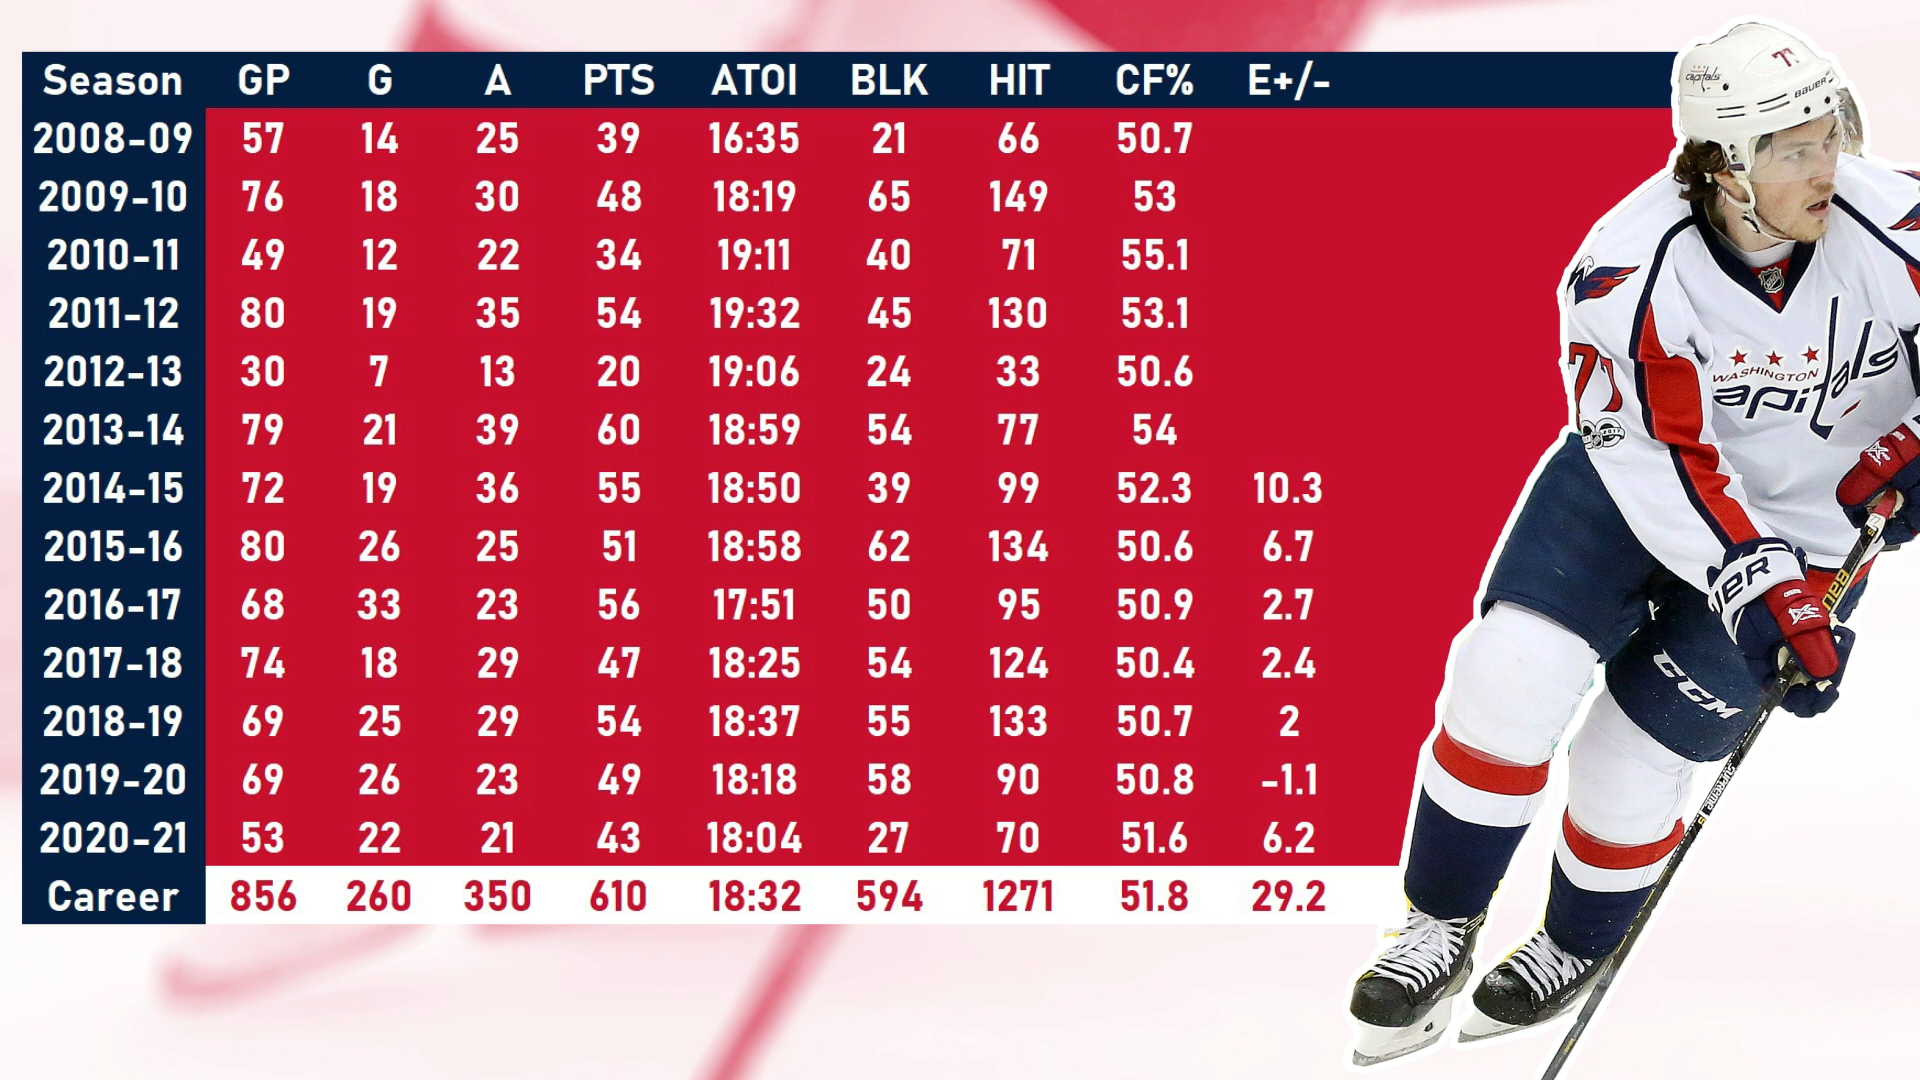 Season GP G A PTS ATOI BLK HIT CF% E+/-
2008-09 57 14 25 39 16:35 21 66 50.7
2009-10 76 18 30 48 18:19 65 149 53
2010-11 49 12 22 34 19:11 40 71 55.1
2011-12 80 19 35 54 19:32 45 130 53.1
2012-13 30 7 13 20 19:06 24 33 50.6
2013-14 79 21 39 60 18:59 54 77 54
2014-15 72 19 36 55 18:50 39 99 52.3 10.3
2015-16 80 26 25 51 18:58 62 134 50.6 6.7
2016-17 68 33 23 56 17:51 50 95 50.9 2.7
2017-18 74 18 29 47 18:25 54 124 50.4 2.4
2018-19 69 25 29 54 18:37 55 133 50.7 2
2019-20 69 26 23 49 18:18 58 90 50.8 -1.1
2020-21 53 22 21 43 18:04 27 70 51.6 6.2
Career 856 260 350 610 18:32 594 1271 51.8 29.2
77
capitals
BAUER
77
WASHINGTON
capitals
CCM
SUPREME